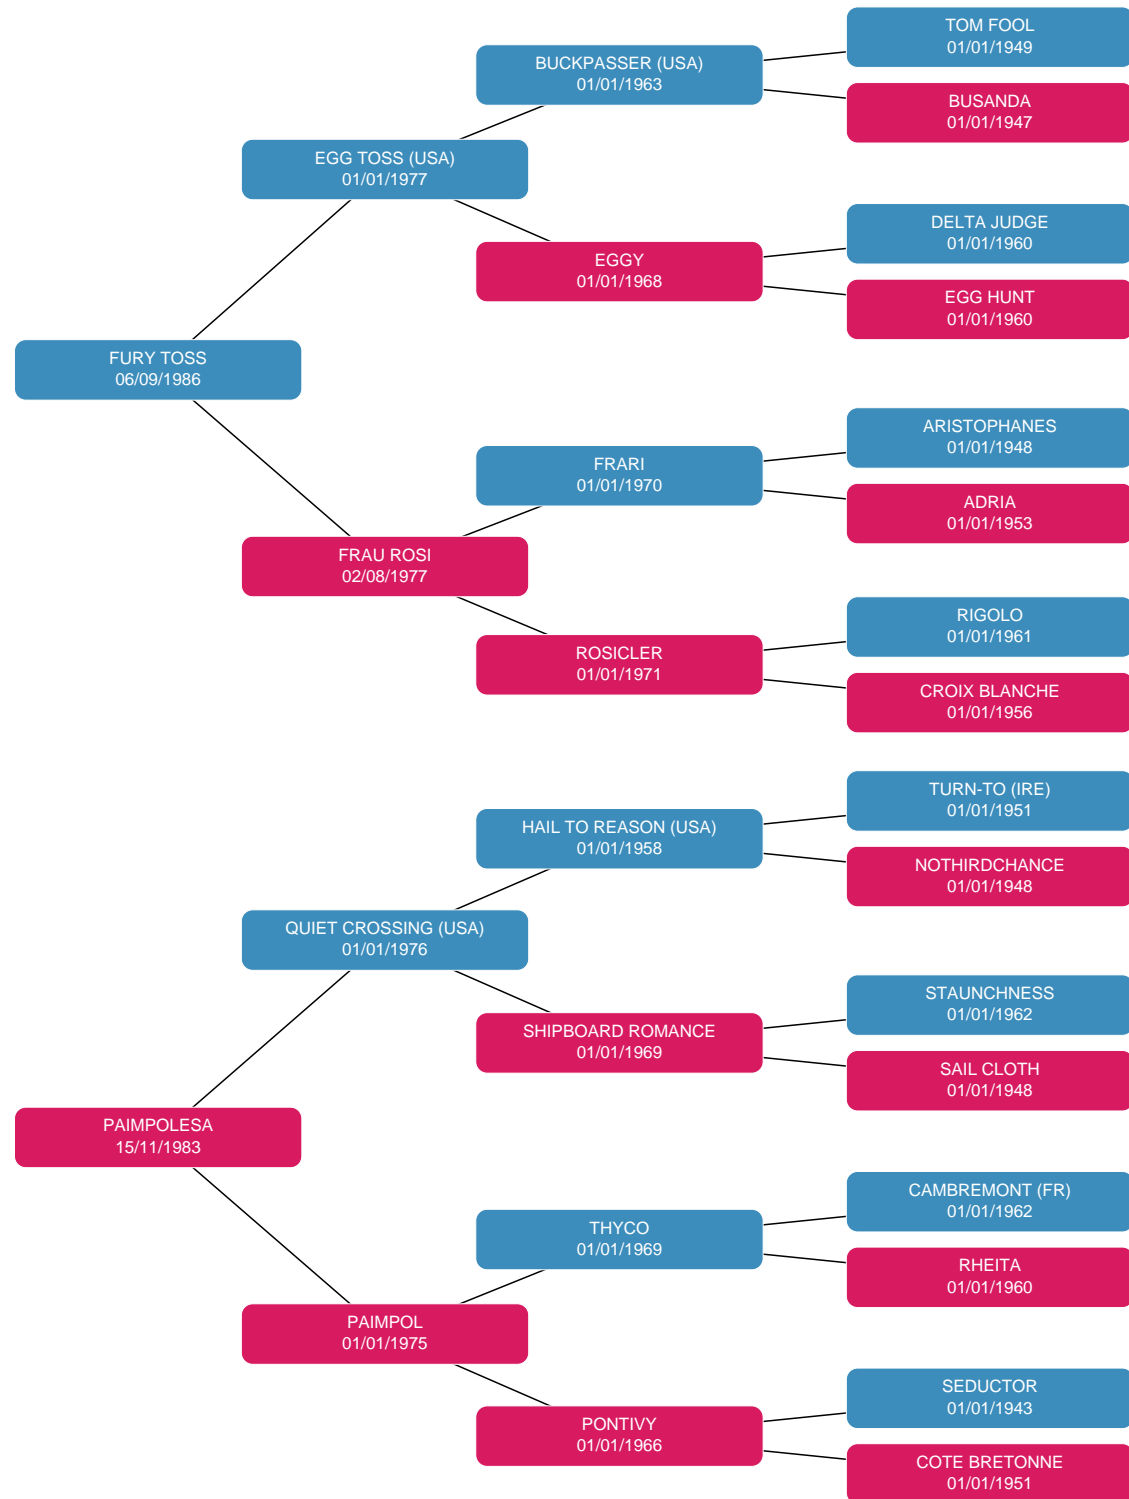 TOM FOOL
01/01/1949
BUCKPASSER (USA)
01/01/1963
BUSANDA
01/01/1947
EGG TOSS (USA)
01/01/1977
DELTA JUDGE
01/01/1960
EGGY
01/01/1968
EGG HUNT
01/01/1960
FURY TOSS
06/09/1986
ARISTOPHANES
01/01/1948
FRARI
01/01/1970
ADRIA
01/01/1953
FRAU ROSI
02/08/1977
RIGOLO
01/01/1961
ROSICLER
01/01/1971
CROIX BLANCHE
01/01/1956
TURN-TO (IRE)
01/01/1951
HAIL TO REASON (USA)
01/01/1958
NOTHIRDCHANCE
01/01/1948
QUIET CROSSING (USA)
01/01/1976
STAUNCHNESS
01/01/1962
SHIPBOARD ROMANCE
01/01/1969
SAIL CLOTH
01/01/1948
PAIMPOLESA
15/11/1983
CAMBREMONT (FR)
01/01/1962
THYCO
01/01/1969
RHEITA
01/01/1960
PAIMPOL
01/01/1975
SEDUCTOR
01/01/1943
PONTIVY
01/01/1966
COTE BRETONNE
01/01/1951